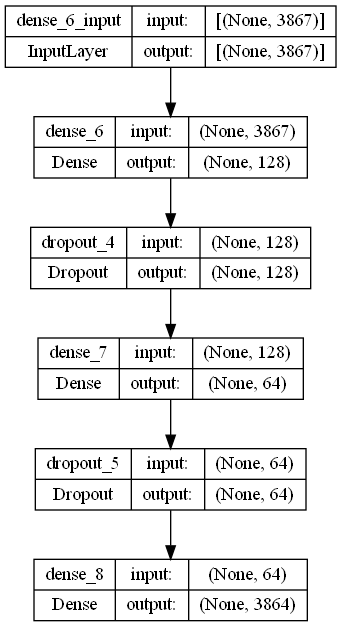 dense_6_input input: [(None, 3867)]
InputLayer output: [(None, 3867)]
dense_6 input: (None, 3867)
Dense output: (None, 128)
dropout_4 input: (None, 128)
Dropout output: (None, 128)
dense_7 input: (None, 128)
Dense output: (None, 64)
dropout_5 input: (None, 64)
Dropout output: (None, 64)
dense_8 input: (None, 64)
Dense output: (None, 3864)